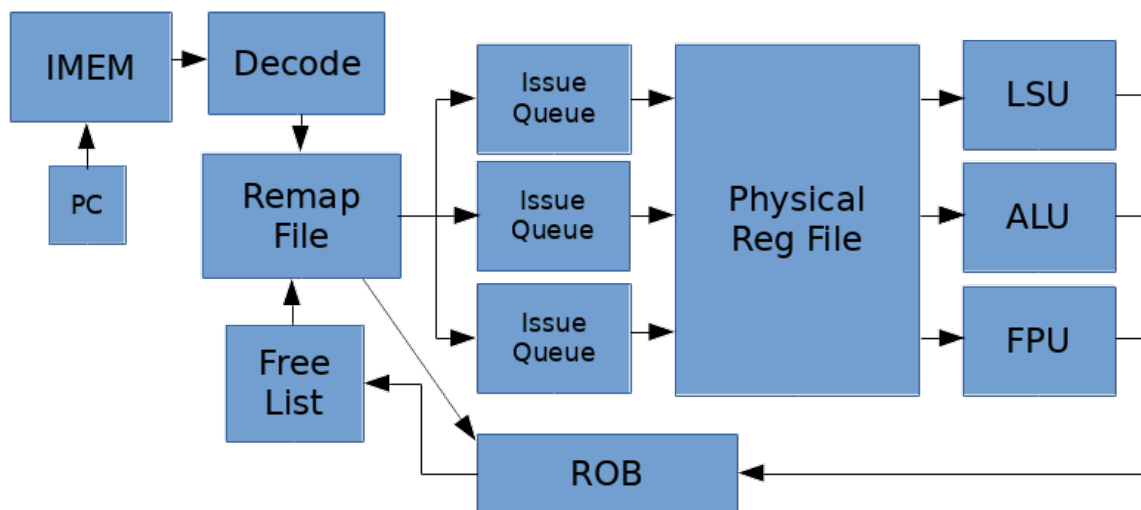 IMEM
Decode
PC
Remap
File
Free
List
Issue
Queue
Issue
Queue
Issue
Queue
Physical
Reg File
LSU
ALU
FPU
ROB